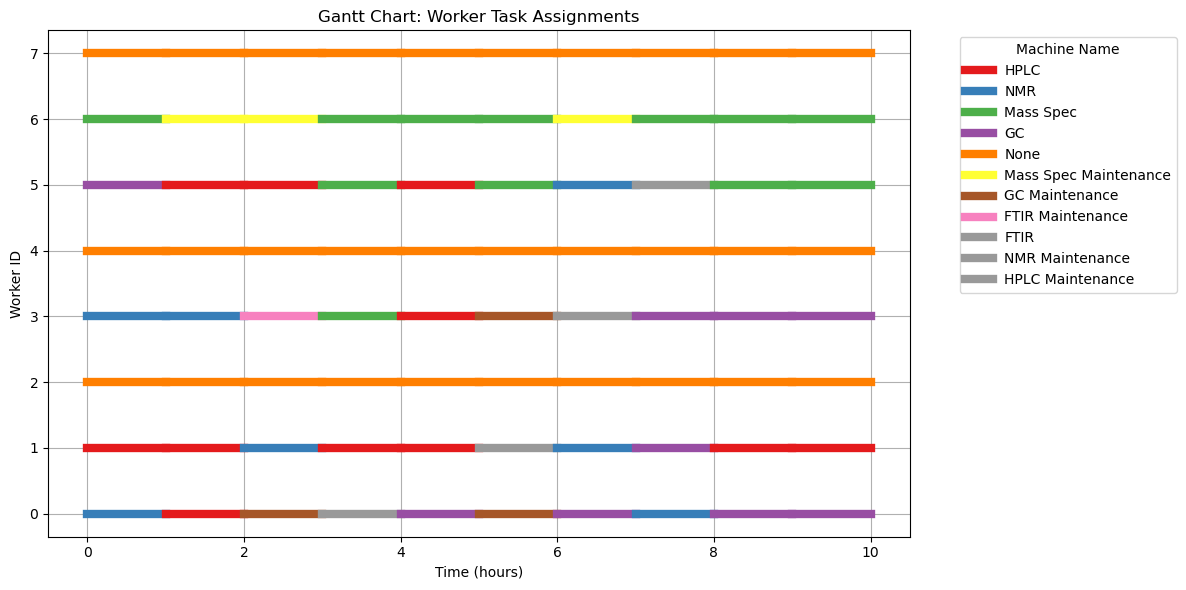 Gantt Chart: Worker Task Assignments
7
6
5
4
3
2
1
0
Worker ID
0 2 4 6 8 10
Time (hours)
Machine Name
HPLC
NMR
Mass Spec
GC
None
Mass Spec Maintenance
GC Maintenance
FTIR Maintenance
FTIR
NMR Maintenance
HPLC Maintenance